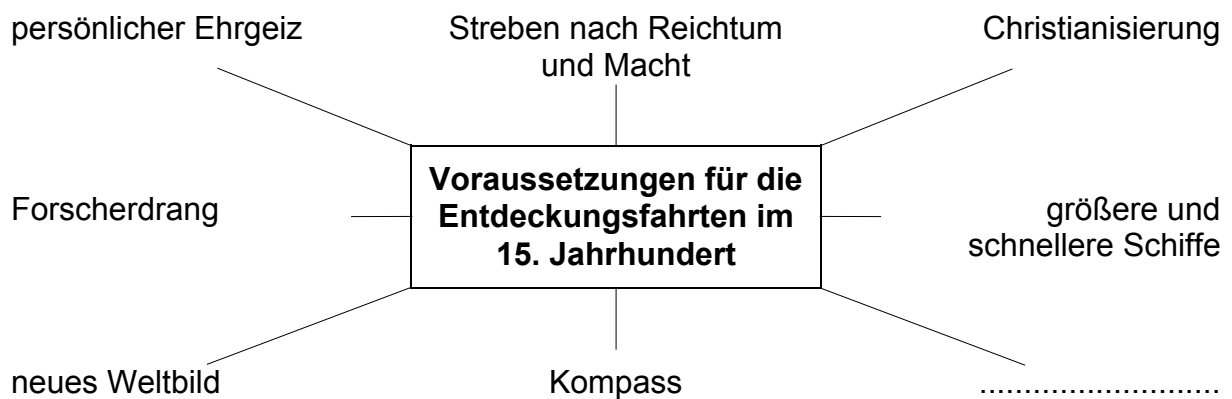 persönlicher Ehrgeiz
Streben nach Reichtum
und Macht
Christianisierung
Forscherdrang
Voraussetzungen für die
Entdeckungsfahrten im
15. Jahrhundert
größere und
schnellere Schiffe
neues Weltbild
Kompass
...........................